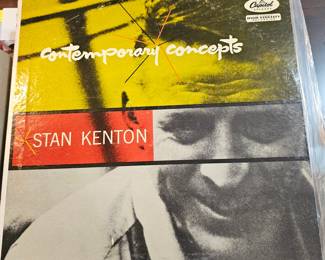 Capitol
contemporary concepts
STAN KENTON